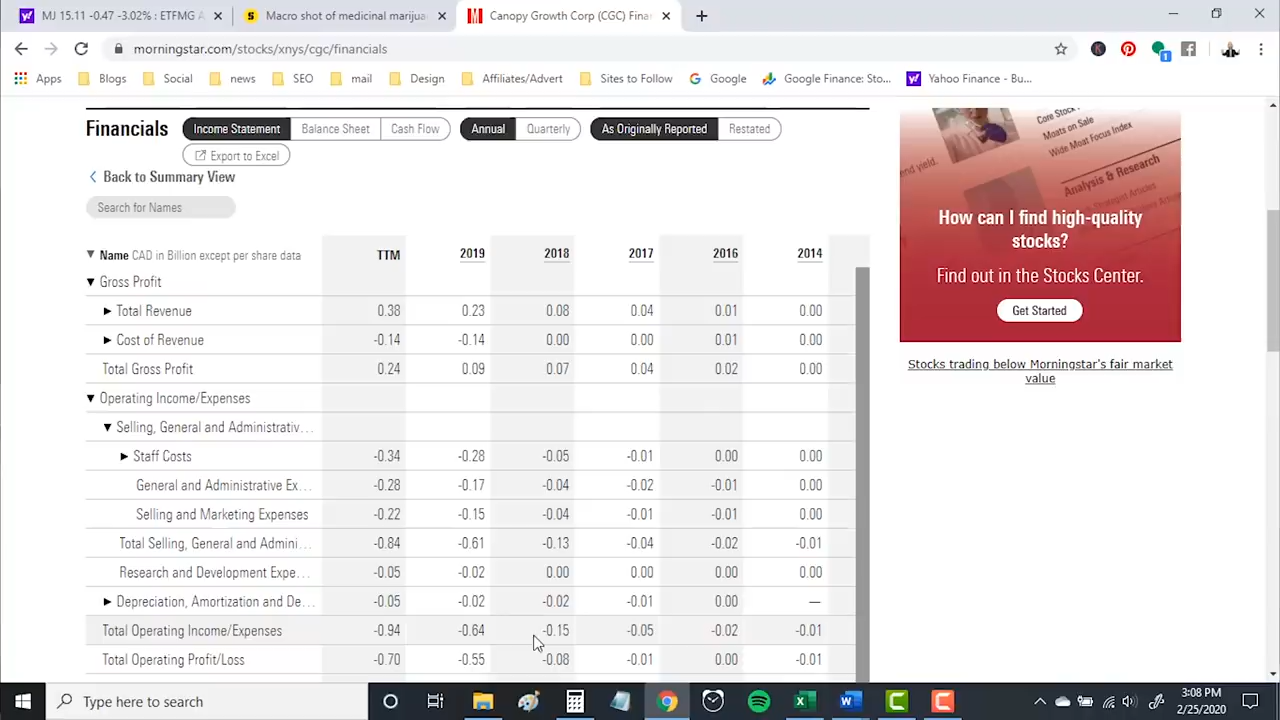 MJ 15.11 -0.47 -3.02% : ETFMG A
Macro shot of medicinal marijua
Canopy Growth Corp (CGC) Finan
morningstar.com/stocks/xnys/cgc/financials
Apps Blogs Social news SEO mail Design Affiliates/Advert Sites to Follow Google Google Finance: Sto... Yahoo Finance - Bu...
Financials Income Statement Balance Sheet Cash Flow Annual Quarterly As Originally Reported Restated
Export to Excel
Back to Summary View
Search for Names
Name CAD in Billion except per share data TTM 2019 2018 2017 2016 2014
Gross Profit
Total Revenue 0.38 0.23 0.08 0.04 0.01 0.00
Cost of Revenue -0.14 -0.14 0.00 0.00 0.01 0.00
Total Gross Profit 0.24 0.09 0.07 0.04 0.02 0.00
Operating Income/Expenses
Selling, General and Administrativ...
Staff Costs -0.34 -0.28 -0.05 -0.01 0.00 0.00
General and Administrative Ex... -0.28 -0.17 -0.04 -0.02 -0.01 0.00
Selling and Marketing Expenses -0.22 -0.15 -0.04 -0.01 -0.01 0.00
Total Selling, General and Admini... -0.84 -0.61 -0.13 -0.04 -0.02 -0.01
Research and Development Expe... -0.05 -0.02 0.00 0.00 0.00 0.00
Depreciation, Amortization and De... -0.05 -0.02 -0.02 -0.01 0.00 —
Total Operating Income/Expenses -0.94 -0.64 -0.15 -0.05 -0.02 -0.01
Total Operating Profit/Loss -0.70 -0.55 -0.08 -0.01 0.00 -0.01
Core Stock
Moats on Sale
Wide Moat Focus Index
nd yield.
Analysis & Research
How can I find high-quality
stocks?
Find out in the Stocks Center.
Get Started
Stocks trading below Morningstar's fair market
value
Type here to search
3:08 PM
2/25/2020